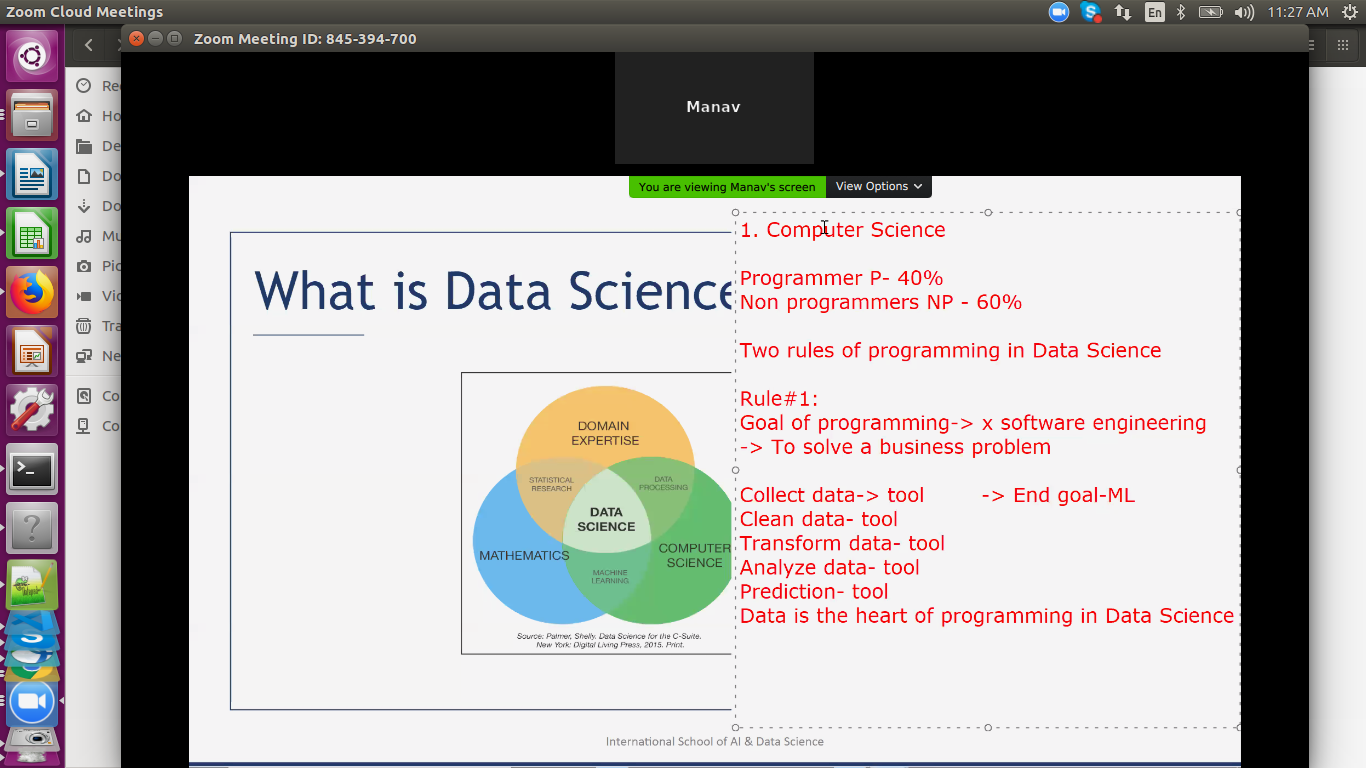 Zoom Cloud Meetings
En
11:27 AM
Zoom Meeting ID: 845-394-700
Manav
You are viewing Manav's screen
View Options
Re
Ho
De
Do
Do
Mu
Pic
Vid
Tra
Ne
Co
Co
What is Data Science
DOMAIN
EXPERTISE
STATISTICAL
RESEARCH
DATA
PROCESSING
DATA
SCIENCE
MATHEMATICS
COMPUTER
SCIENCE
MACHINE
LEARNING
Source: Palmer, Shelly. Data Science for the C-Suite.
New York: Digital Living Press, 2015. Print.
1. Computer Science
Programmer P- 40%
Non programmers NP - 60%
Two rules of programming in Data Science
Rule#1:
Goal of programming-> x software engineering
-> To solve a business problem
Collect data-> tool -> End goal-ML
Clean data- tool
Transform data- tool
Analyze data- tool
Prediction- tool
Data is the heart of programming in Data Science
International School of AI & Data Science